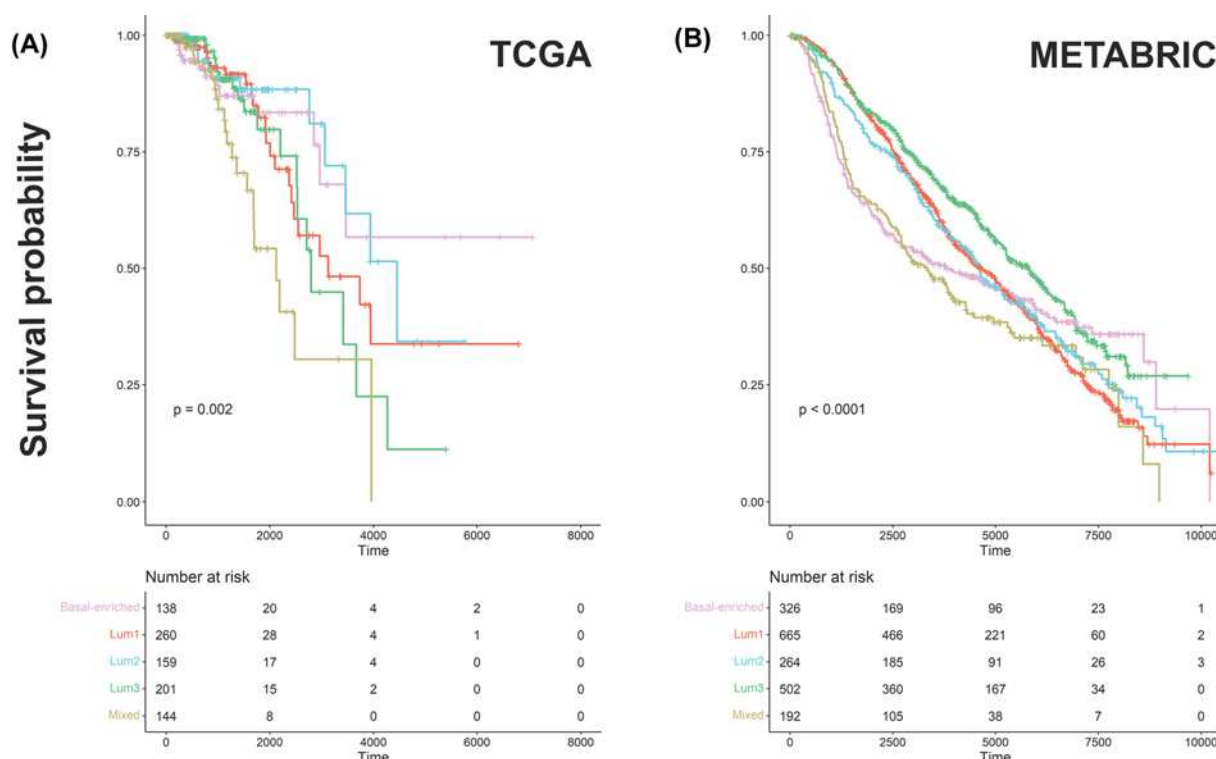 (A)
TCGA
Survival probability
1.00
0.75
0.50
0.25
0.00
p = 0.002
0 2000 4000 6000 8000
Time
Number at risk
Basal-enriched 138 20 4 2 0
Lum1 260 28 4 1 0
Lum2 159 17 4 0 0
Lum3 201 15 2 0 0
Mixed 144 8 0 0 0
0 2000 4000 6000 8000
Time
(B)
METABRIC
1.00
0.75
0.50
0.25
0.00
p < 0.0001
0 2500 5000 7500 10000
Time
Number at risk
Basal-enriched 326 169 96 23 1
Lum1 665 466 221 60 2
Lum2 264 185 91 26 3
Lum3 502 360 167 34 0
Mixed 192 105 38 7 0
0 2500 5000 7500 10000
Time